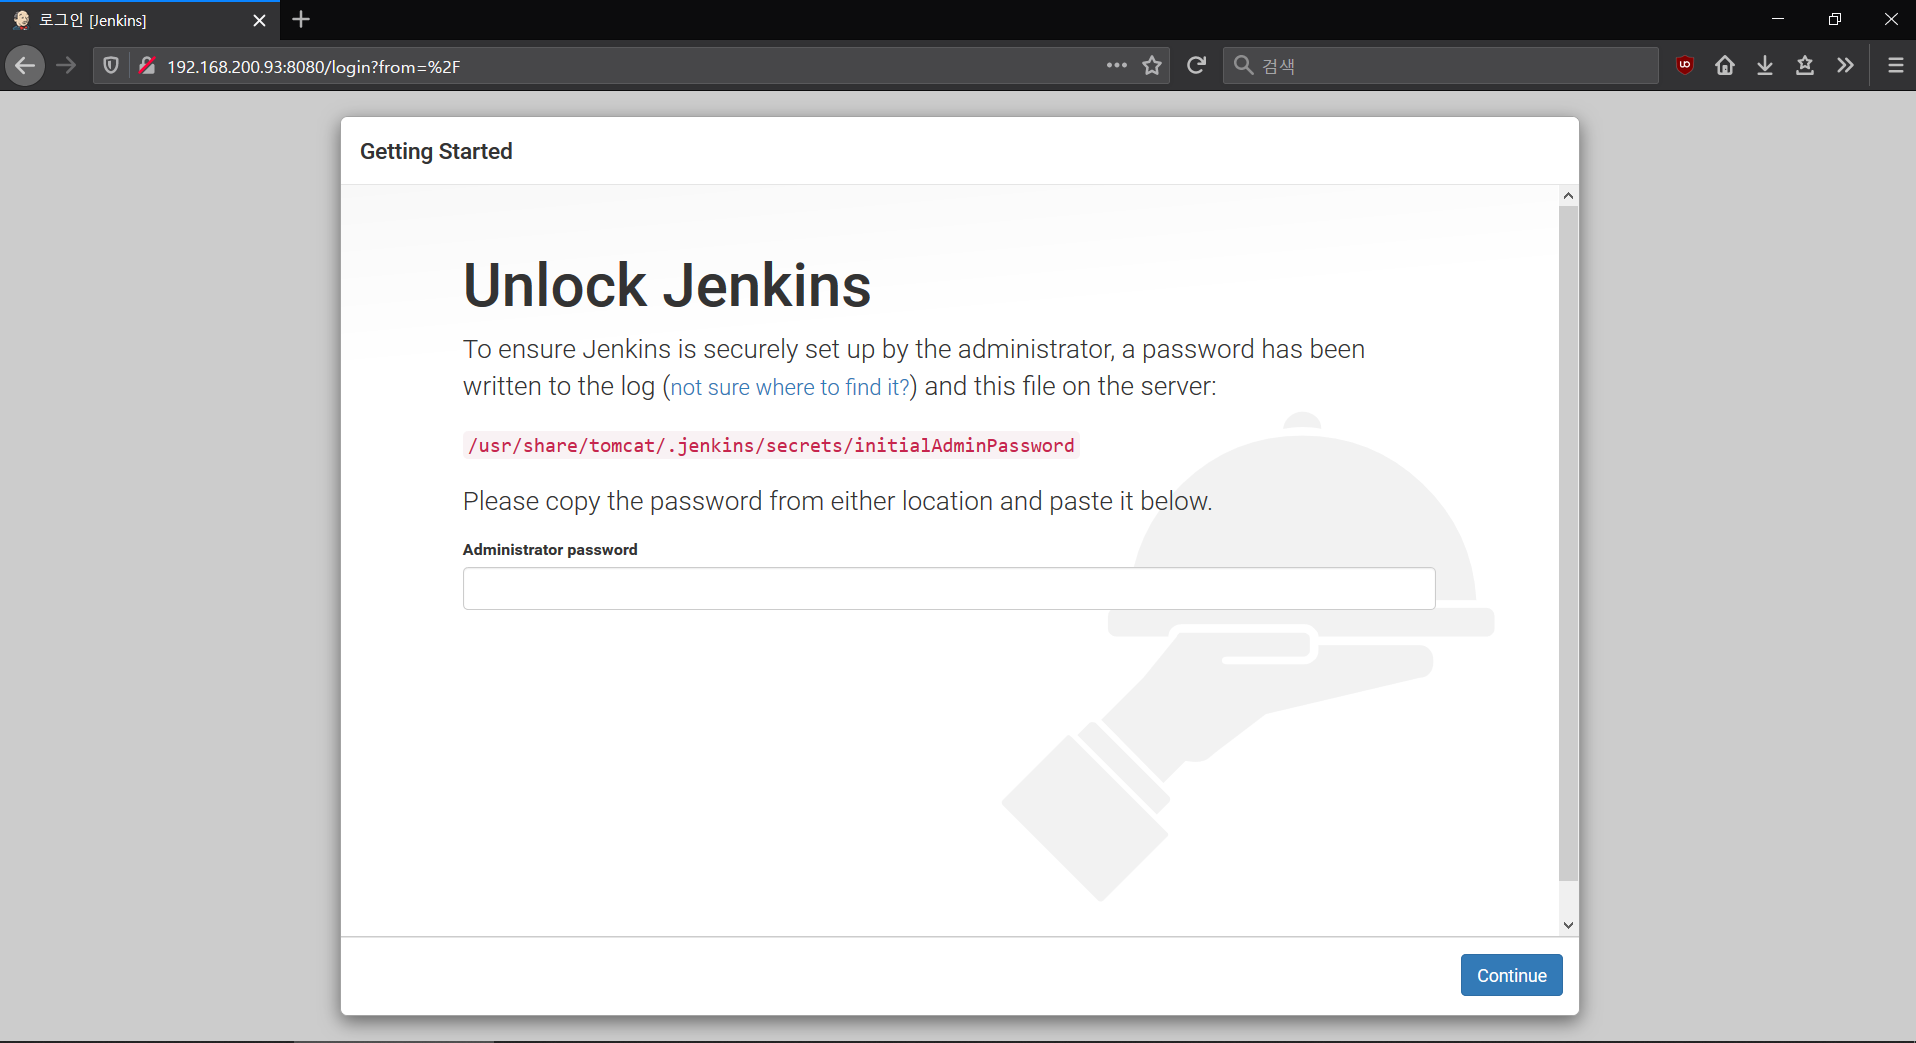 로그인 [Jenkins]
192.168.200.93:8080/login?from=%2F
검색
Getting Started
Unlock Jenkins
To ensure Jenkins is securely set up by the administrator, a password has been
written to the log (not sure where to find it?) and this file on the server:
/usr/share/tomcat/.jenkins/secrets/initialAdminPassword
Please copy the password from either location and paste it below.
Administrator password
Continue